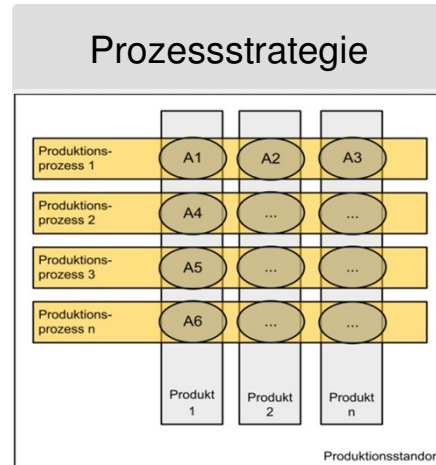 Prozessstrategie
Produktions-
prozess 1
A1
A2
A3
Produktions-
prozess 2
A4
...
...
Produktions-
prozess 3
A5
...
...
Produktions-
prozess n
A6
...
...
Produkt
1
Produkt
2
Produkt
n
Produktionsstandor